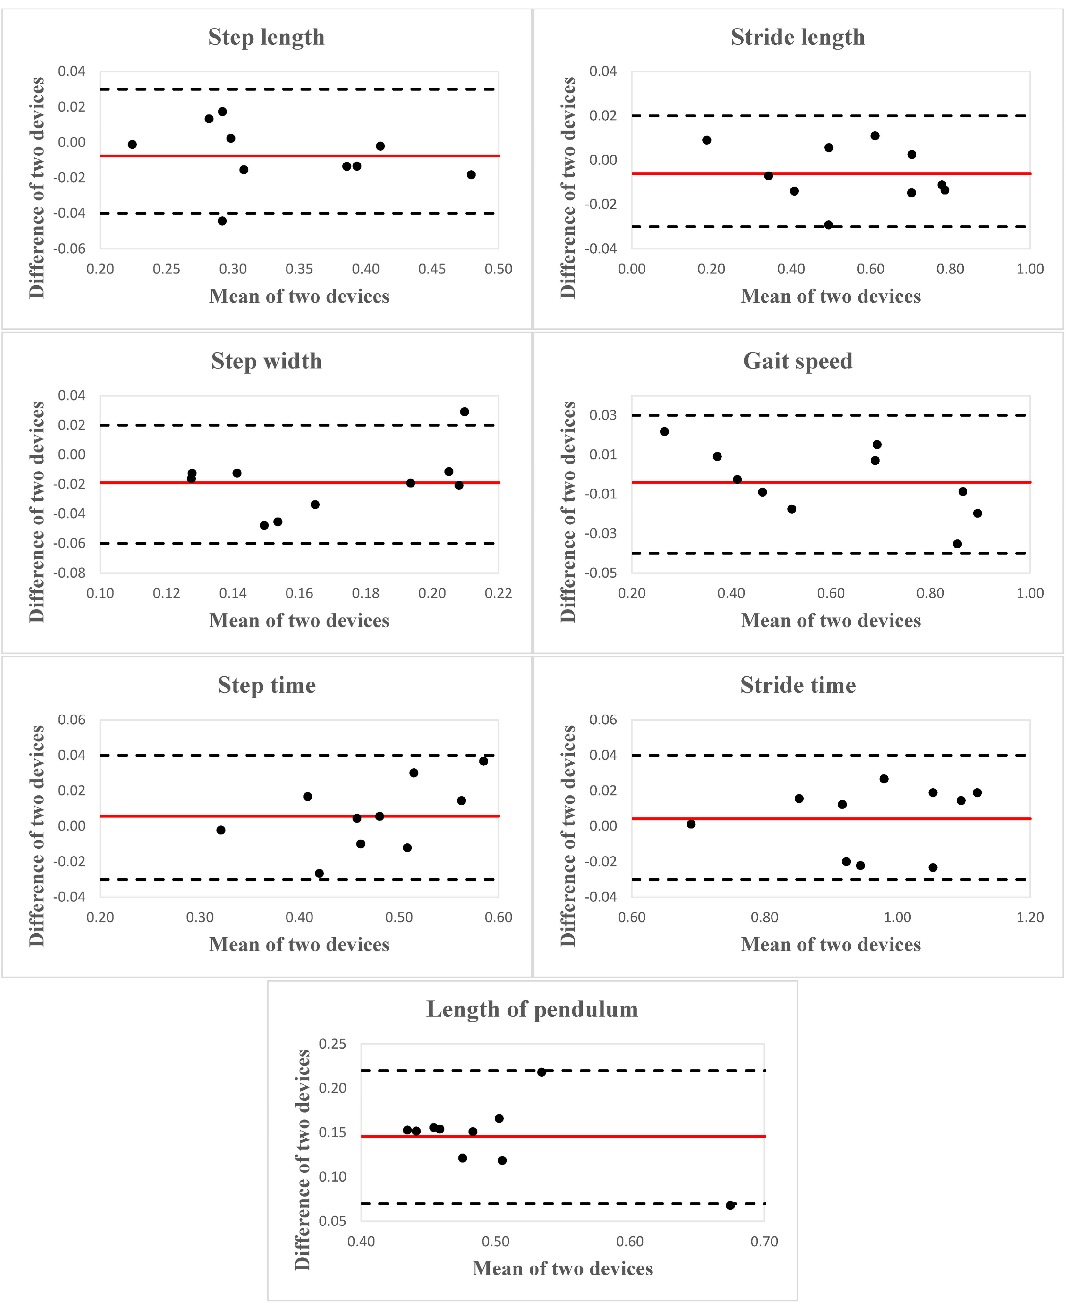 Step length
Difference of two devices
0.04
0.02
0.00
-0.02
-0.04
-0.06
0.20 0.25 0.30 0.35 0.40 0.45 0.50
Mean of two devices
Stride length
Difference of two devices
0.04
0.02
0.00
-0.02
-0.04
0.00 0.20 0.40 0.60 0.80 1.00
Mean of two devices
Step width
Difference of two devices
0.04
0.02
0.00
-0.02
-0.04
-0.06
-0.08
0.10 0.12 0.14 0.16 0.18 0.20 0.22
Mean of two devices
Gait speed
Difference of two devices
0.03
0.01
-0.01
-0.03
-0.05
0.20 0.40 0.60 0.80 1.00
Mean of two devices
Step time
Difference of two devices
0.06
0.04
0.02
0.00
-0.02
-0.04
0.20 0.30 0.40 0.50 0.60
Mean of two devices
Stride time
Difference of two devices
0.06
0.04
0.02
0.00
-0.02
-0.04
0.60 0.80 1.00 1.20
Mean of two devices
Length of pendulum
Difference of two devices
0.25
0.20
0.15
0.10
0.05
0.40 0.50 0.60 0.70
Mean of two devices